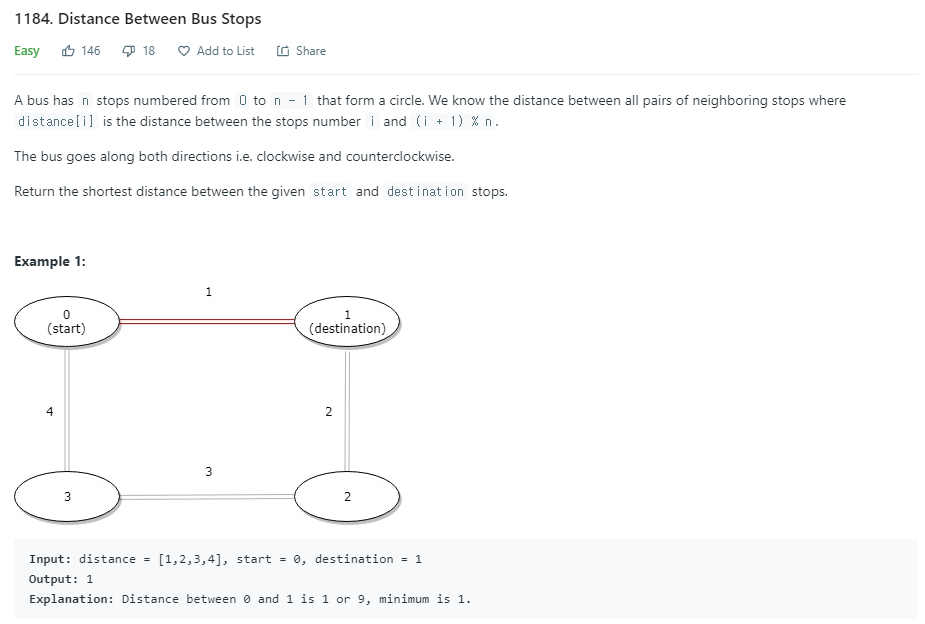 1184. Distance Between Bus Stops
Easy 146 18 Add to List Share
A bus has n stops numbered from 0 to n - 1 that form a circle. We know the distance between all pairs of neighboring stops where
distance[i] is the distance between the stops number i and (i + 1) % n.
The bus goes along both directions i.e. clockwise and counterclockwise.
Return the shortest distance between the given start and destination stops.
Example 1:
1
0
(start)
1
(destination)
4
2
3
3
2
Input: distance = [1,2,3,4], start = 0, destination = 1
Output: 1
Explanation: Distance between 0 and 1 is 1 or 9, minimum is 1.